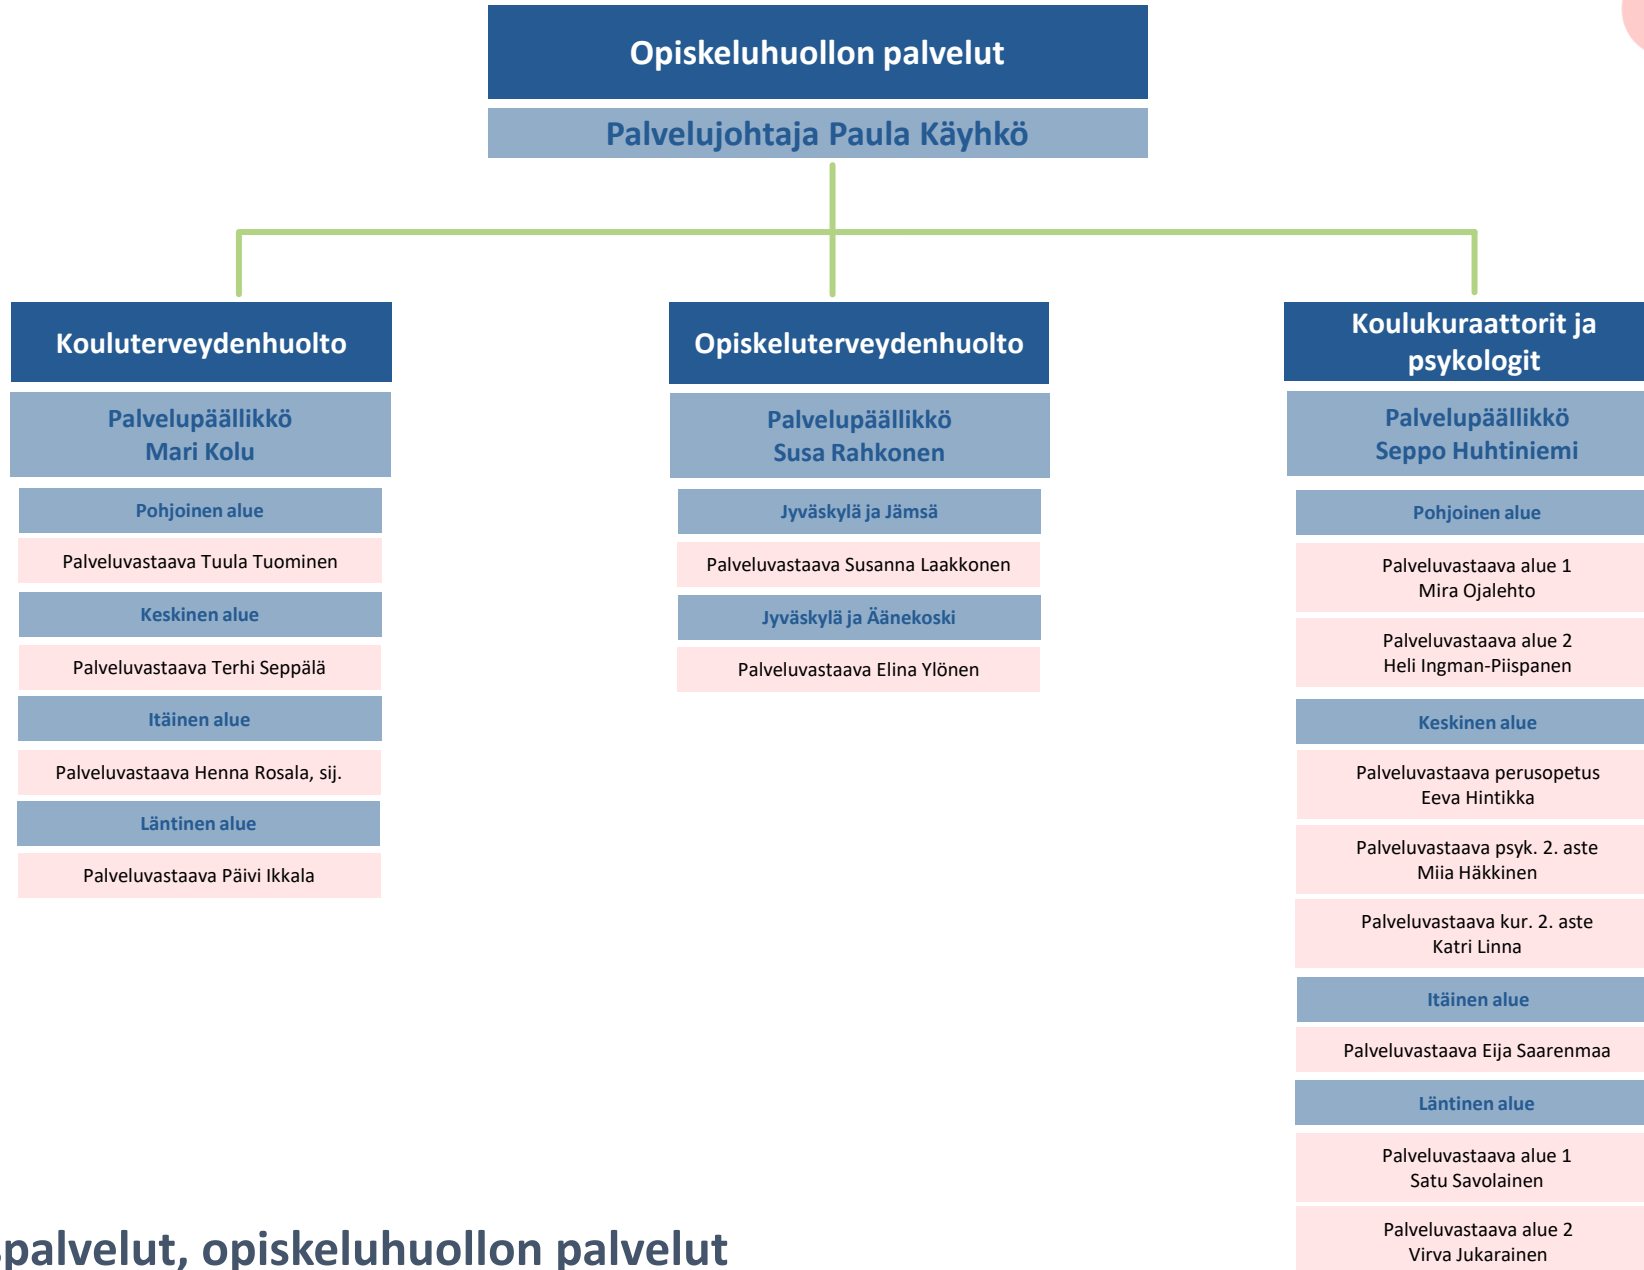 Opiskeluhuollon palvelut
Palvelujohtaja Paula Käyhkö
Kouluterveydenhuolto
Palvelupäällikkö
Mari Kolu
Pohjoinen alue
Palveluvastaava Tuula Tuominen
Keskinen alue
Palveluvastaava Terhi Seppälä
Itäinen alue
Palveluvastaava Henna Rosala, sij.
Läntinen alue
Palveluvastaava Päivi Ikkala
Opiskeluterveydenhuolto
Palvelupäällikkö
Susa Rahkonen
Jyväskylä ja Jämsä
Palveluvastaava Susanna Laakkonen
Jyväskylä ja Äänekoski
Palveluvastaava Elina Ylönen
Koulukuraattorit ja
psykologit
Palvelupäällikkö
Seppo Huhtiniemi
Pohjoinen alue
Palveluvastaava alue 1
Mira Ojalehto
Palveluvastaava alue 2
Heli Ingman-Piispanen
Keskinen alue
Palveluvastaava perusopetus
Eeva Hintikka
Palveluvastaava psyk. 2. aste
Miia Häkkinen
Palveluvastaava kur. 2. aste
Katri Linna
Itäinen alue
Palveluvastaava Eija Saarenmaa
Läntinen alue
Palveluvastaava alue 1
Satu Savolainen
Palveluvastaava alue 2
Virva Jukarainen
palvelut, opiskeluhuollon palvelut